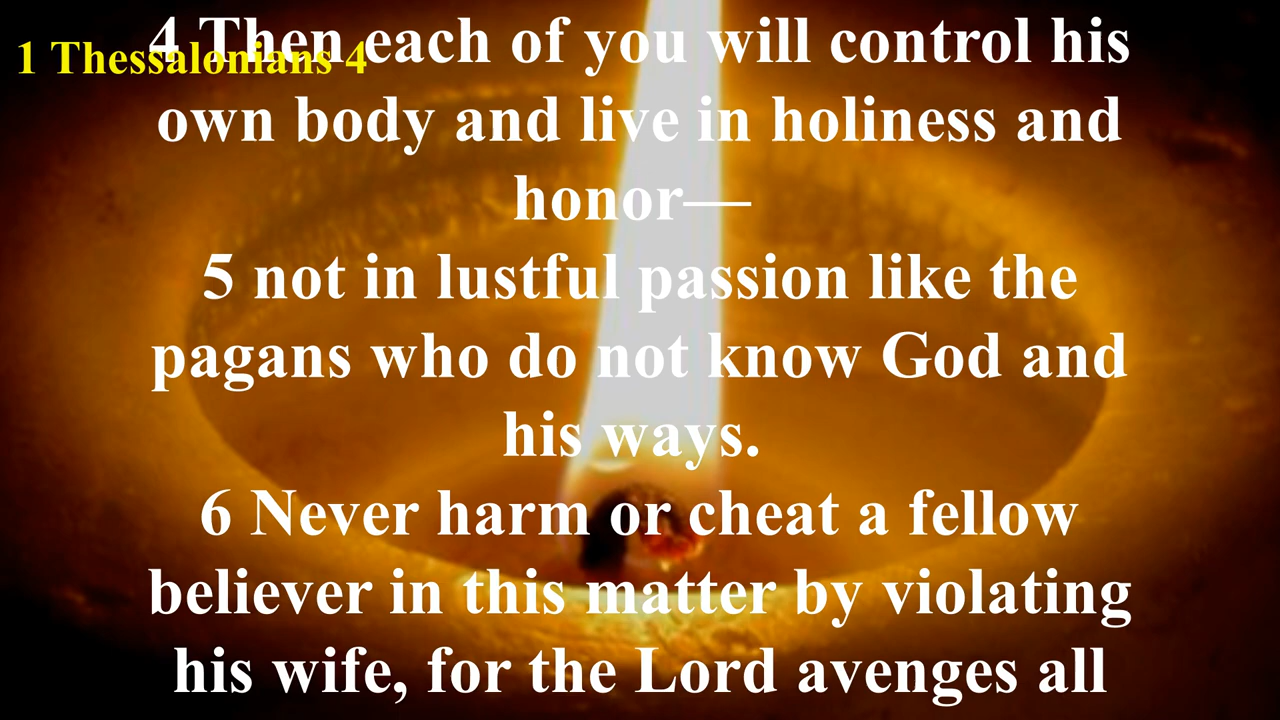 1 Thessalonians 4
4 Then each of you will control his
own body and live in holiness and
honor—
5 not in lustful passion like the
pagans who do not know God and
his ways.
6 Never harm or cheat a fellow
believer in this matter by violating
his wife, for the Lord avenges all